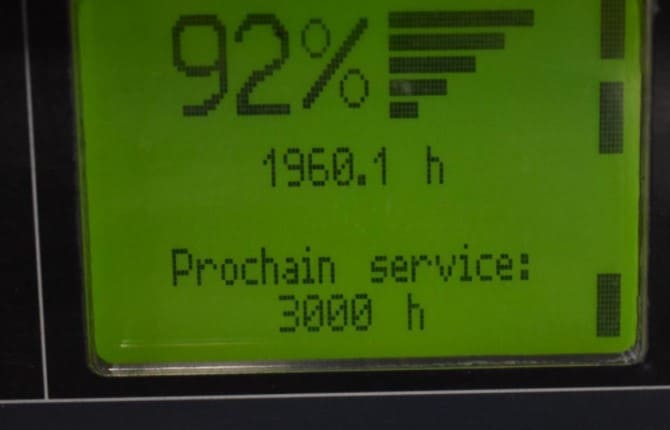 92%
1960.1 h
Prochain service:
3000 h